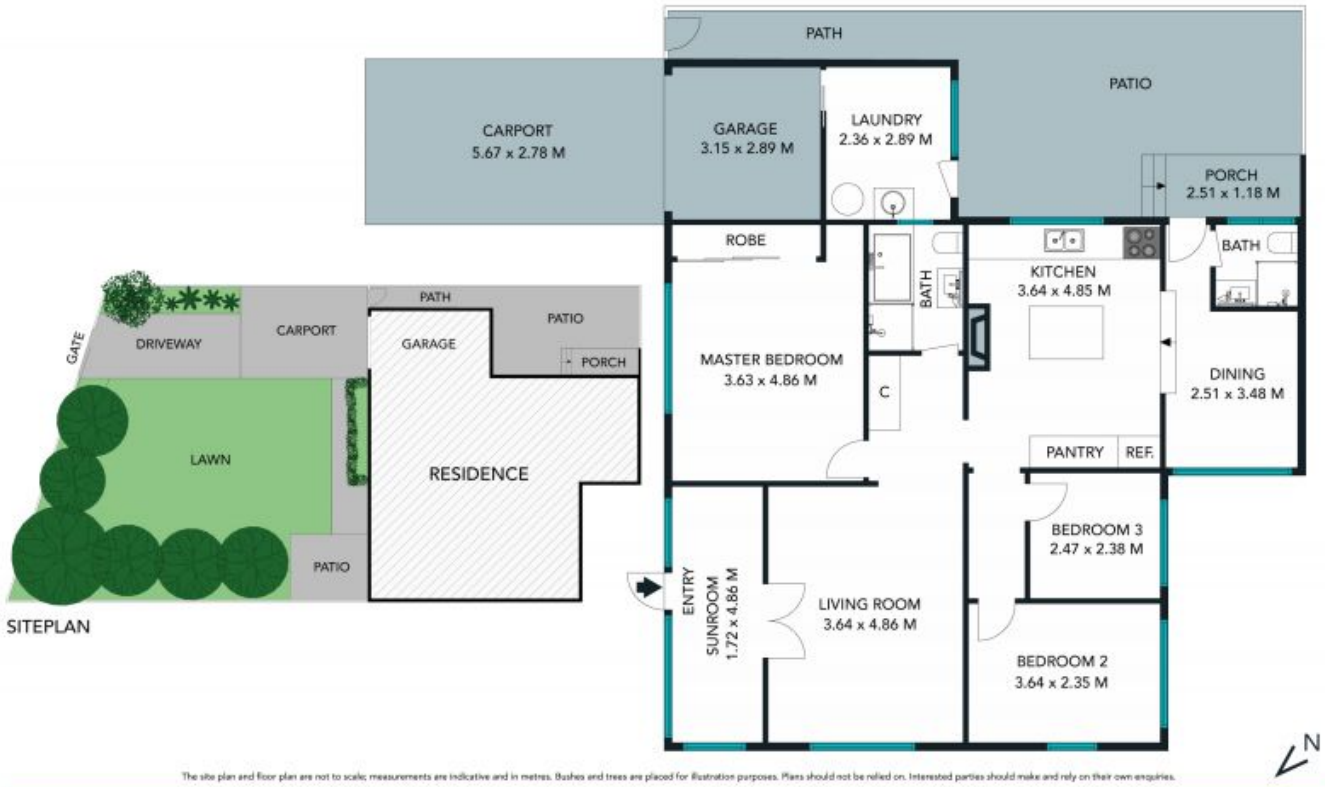 PATH
PATIO
CARPORT
5.67 x 2.78 M
GARAGE
3.15 x 2.89 M
LAUNDRY
2.36 x 2.89 M
PORCH
2.51 x 1.18 M
ROBE
BATH
KITCHEN
3.64 x 4.85 M
BATH
MASTER BEDROOM
3.63 x 4.86 M
C
DINING
2.51 x 3.48 M
PANTRY
REF.
BEDROOM 3
2.47 x 2.38 M
ENTRY
SUNROOM
1.72 x 4.86 M
LIVING ROOM
3.64 x 4.86 M
BEDROOM 2
3.64 x 2.35 M
PATH
GATE
DRIVEWAY
CARPORT
GARAGE
PATIO
PORCH
LAWN
RESIDENCE
PATIO
SITEPLAN
N
The site plan and floor plan are not to scale; measurements are indicative and in metres. Bushes and trees are placed for illustration purposes. Plans should not be relied on. Interested parties should make and rely on their own enquiries.